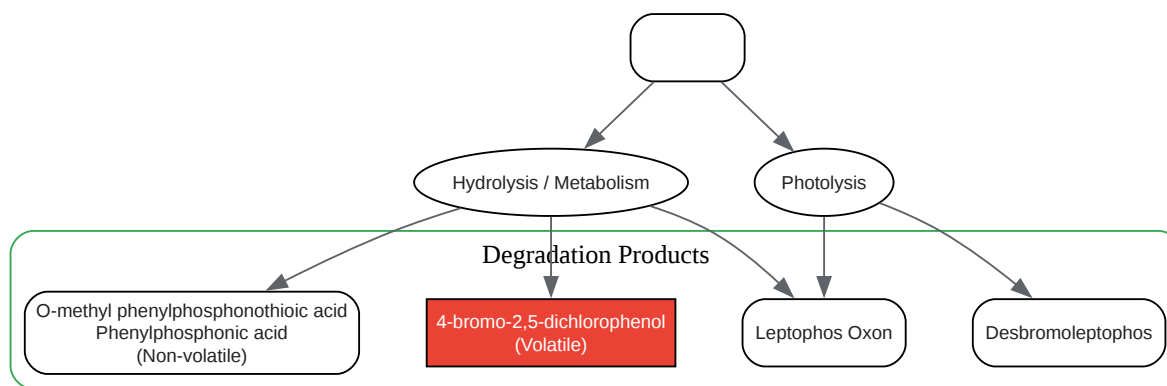 Hydrolysis / Metabolism
Photolysis
Degradation Products
O-methyl phenylphosphonothioic acid
Phenylphosphonic acid
(Non-volatile)
4-bromo-2,5-dichlorophenol
(Volatile)
Leptophos Oxon
Desbromoleptophos